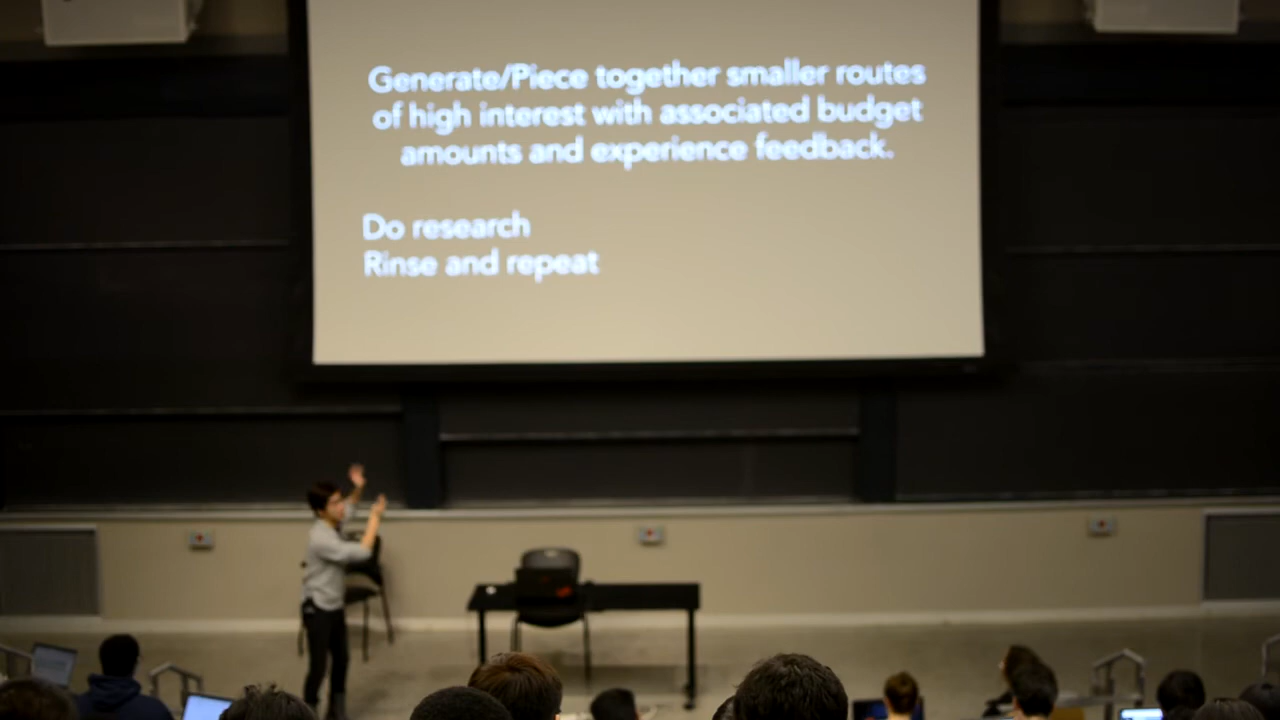 Generate/Piece together smaller routes
of high interest with associated budget
amounts and experience feedback.
Do research
Rinse and repeat